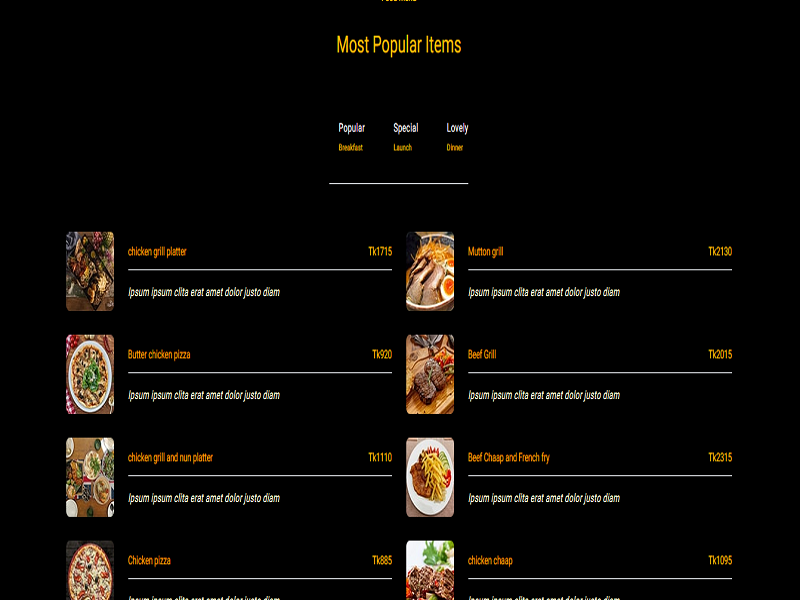 Most Popular Items
Popular Special Lovely
Breakfast Launch Dinner
chicken grill platter Tk1715
Ipsum ipsum clita erat amet dolor justo diam
Mutton grill Tk2130
Ipsum ipsum clita erat amet dolor justo diam
Butter chicken pizza Tk920
Ipsum ipsum clita erat amet dolor justo diam
Beef Grill Tk2015
Ipsum ipsum clita erat amet dolor justo diam
chicken grill and nun platter Tk1110
Ipsum ipsum clita erat amet dolor justo diam
Beef Chaap and French fry Tk2315
Ipsum ipsum clita erat amet dolor justo diam
Chicken pizza Tk885
chicken chaap Tk1095